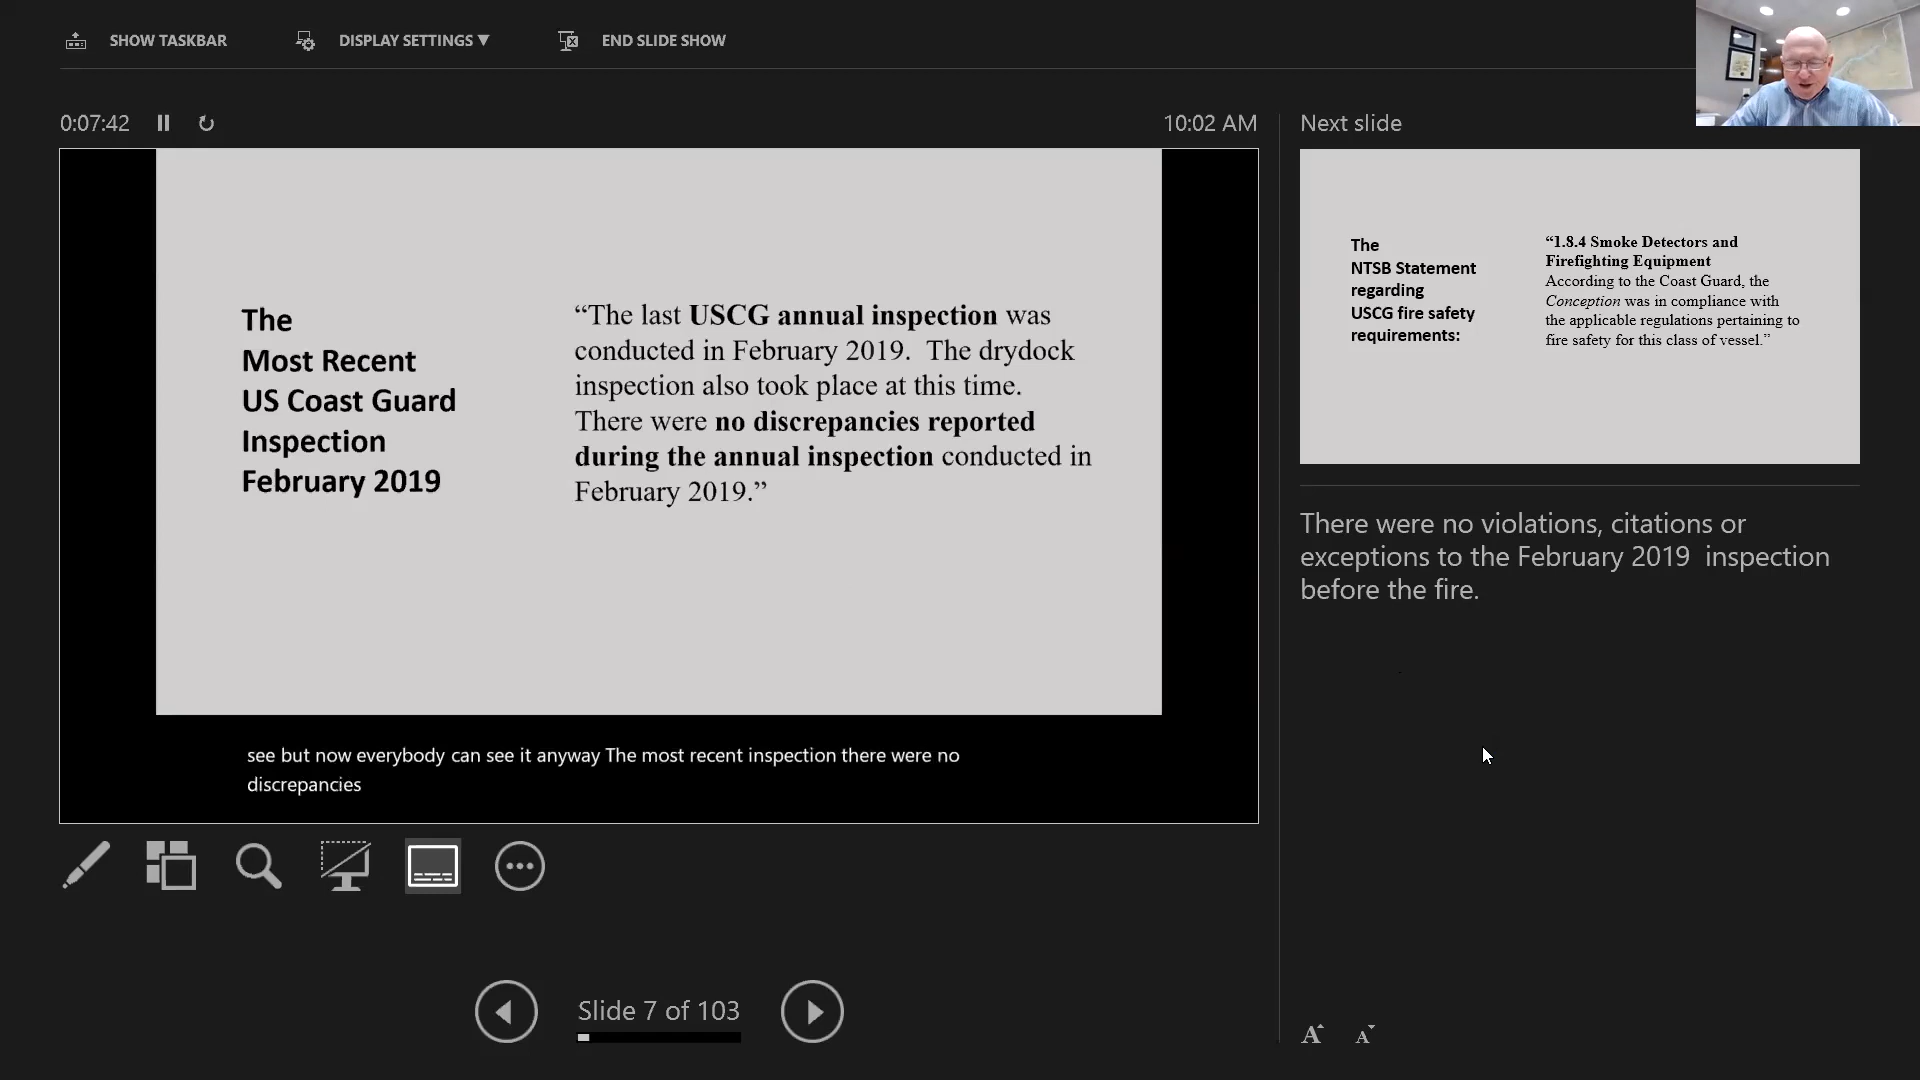 SHOW TASKBAR
DISPLAY SETTINGS ▼
END SLIDE SHOW
0:07:42
10:02 AM
Next slide
The
Most Recent
US Coast Guard
Inspection
February 2019
“The last USCG annual inspection was
conducted in February 2019. The drydock
inspection also took place at this time.
There were no discrepancies reported
during the annual inspection conducted in
February 2019.”
see but now everybody can see it anyway The most recent inspection there were no
discrepancies
The
NTSB Statement
regarding
USCG fire safety
requirements:
“1.8.4 Smoke Detectors and
Firefighting Equipment
According to the Coast Guard, the
Conception was in compliance with
the applicable regulations pertaining to
fire safety for this class of vessel.”
There were no violations, citations or
exceptions to the February 2019 inspection
before the fire.
Slide 7 of 103
A A